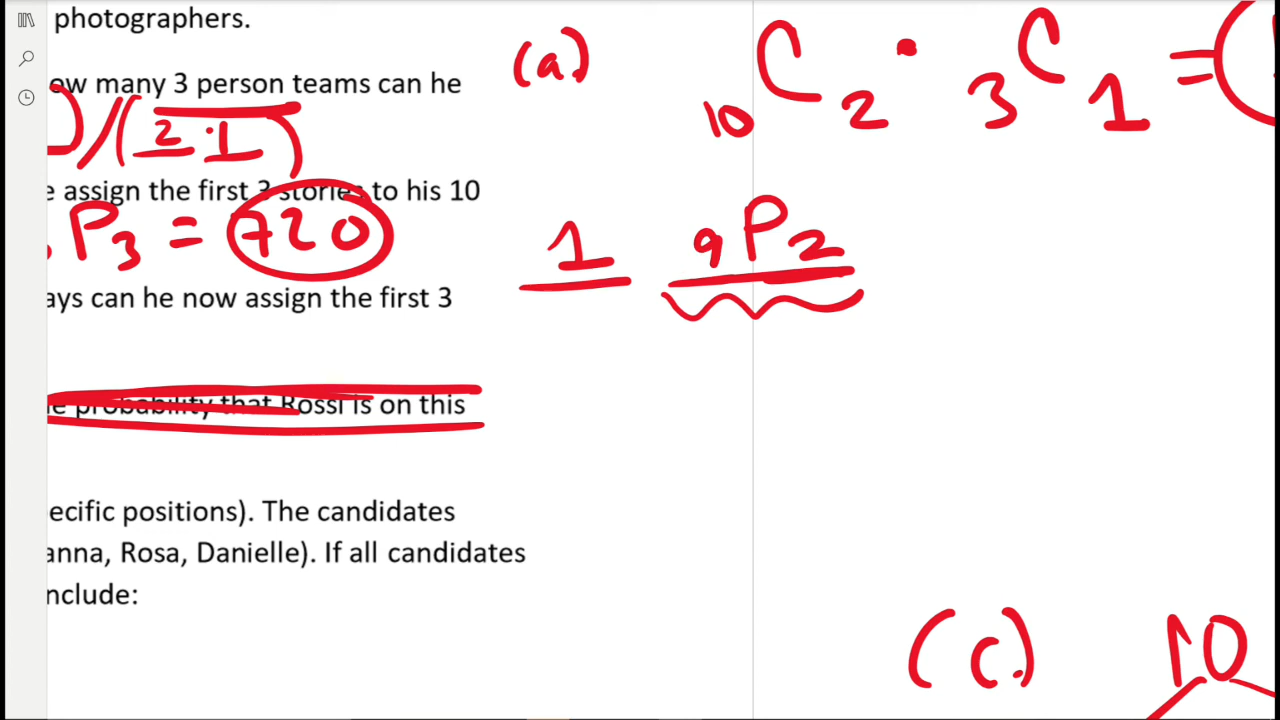 photographers.
ow many 3 person teams can he
)/(2·1)
e assign the first 3 stories to his 10
P3 = 720
ays can he now assign the first 3
e probability that Rossi is on this
ecific positions). The candidates
anna, Rosa, Danielle). If all candidates
nclude:
(a) 10C2 · 3C1 =
1 9P2
(c) 10